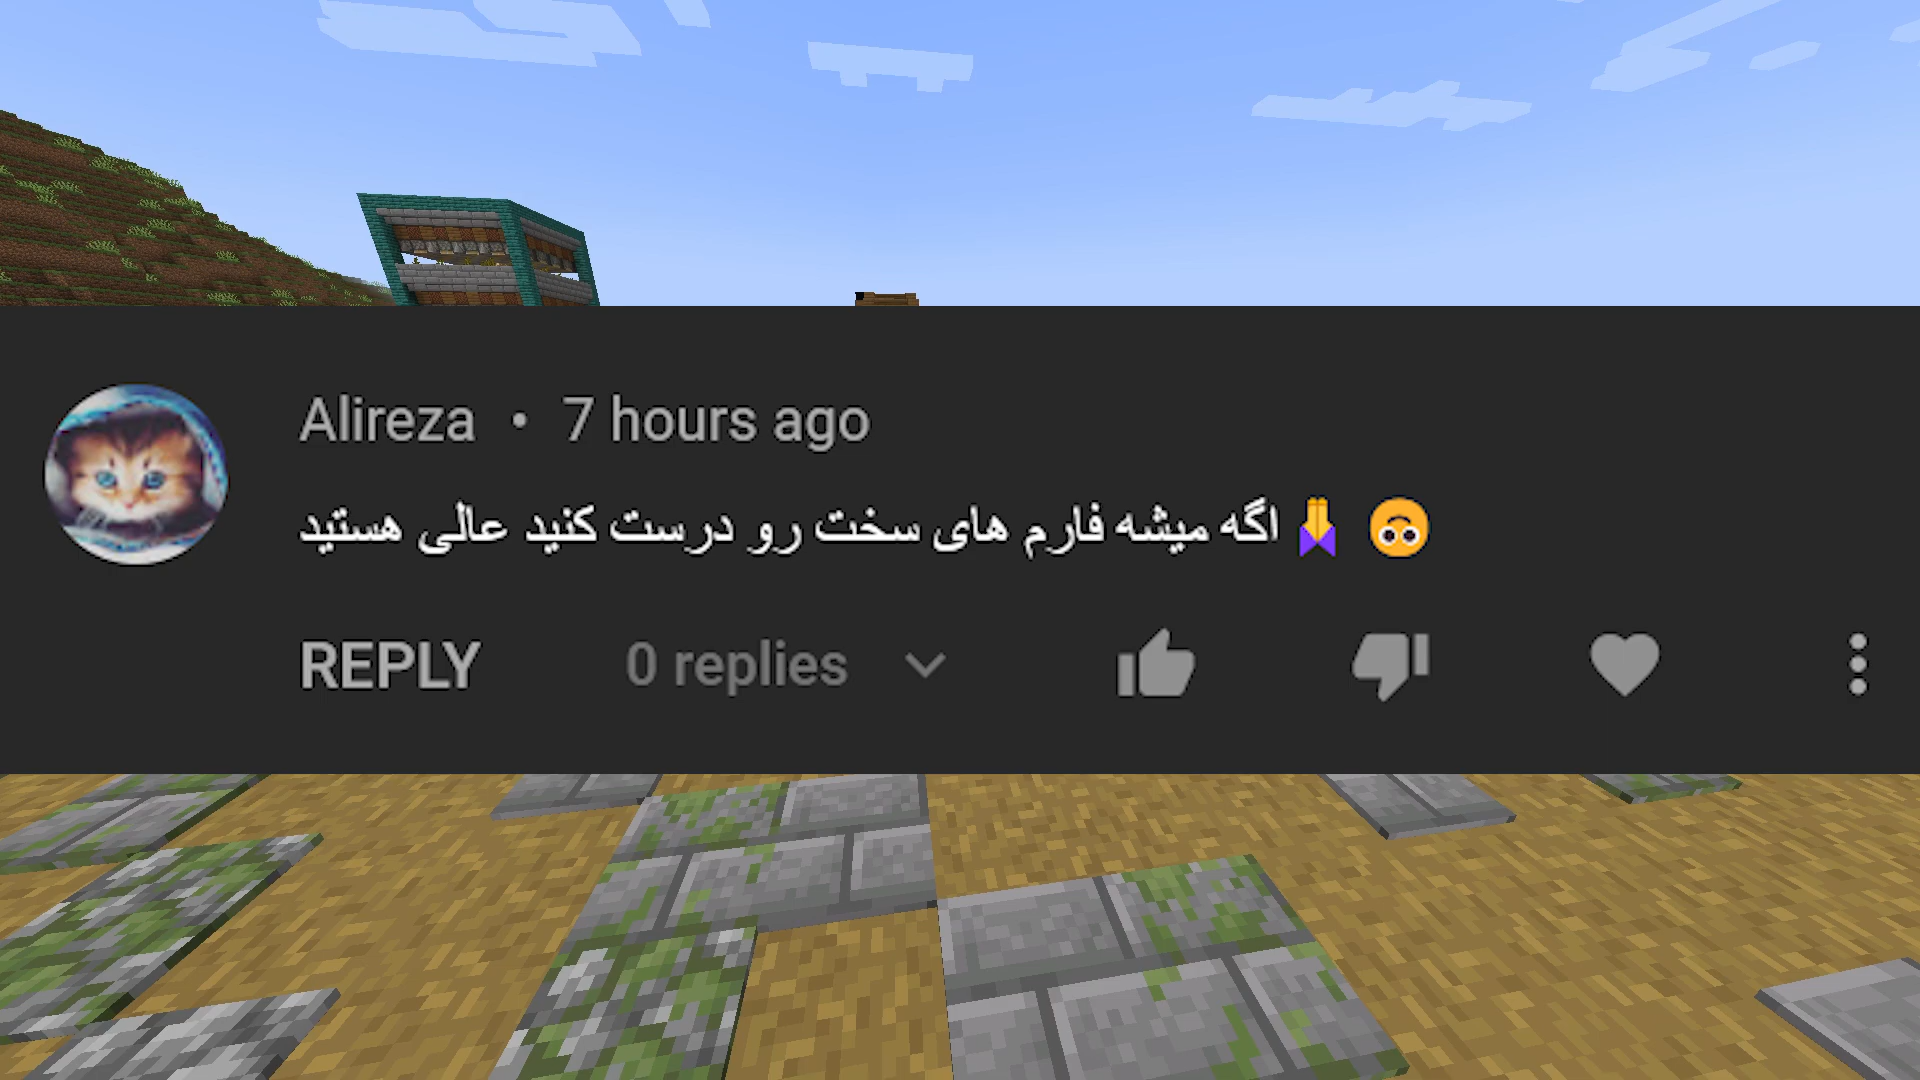 Alireza • 7 hours ago
🙃 🙏 اگه میشه فارم های سخت رو درست کنید عالی هستید
REPLY 0 replies